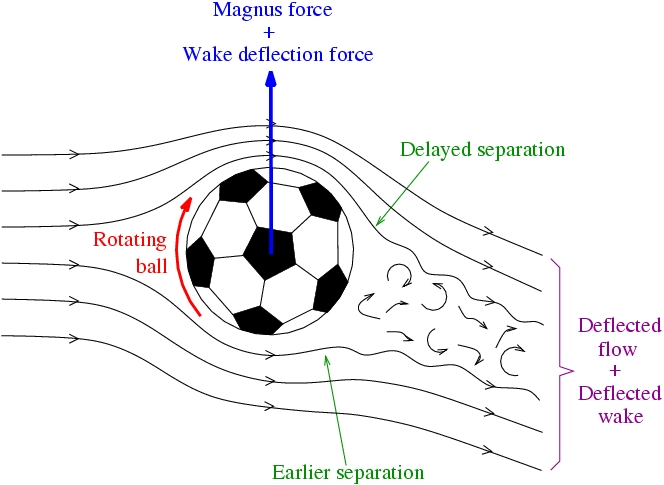 Magnus force
+
Wake deflection force
Delayed separation
Rotating
ball
Deflected
flow
+
Deflected
wake
Earlier separation